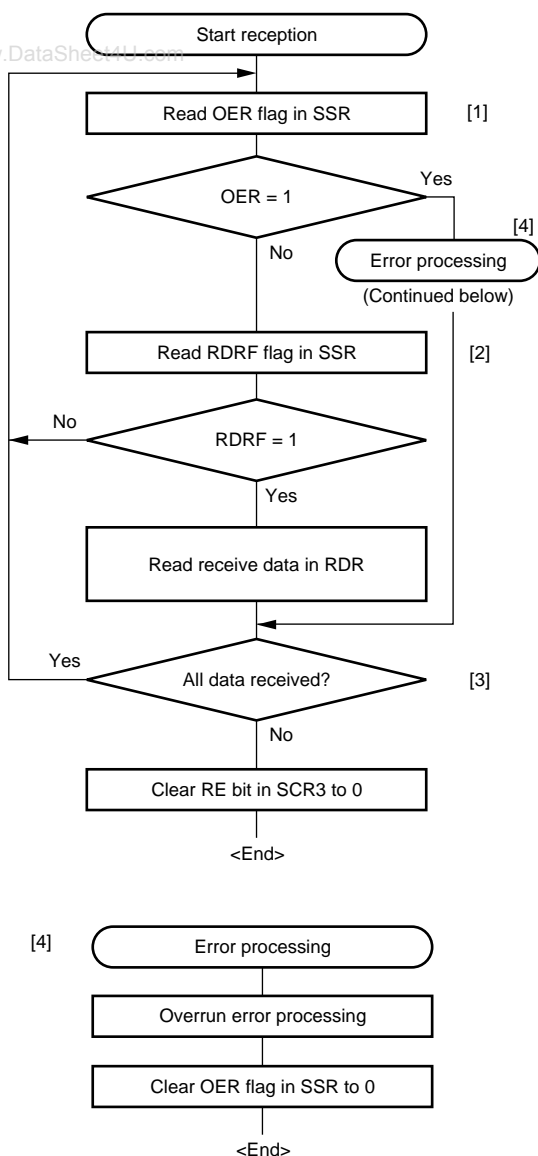 Start reception
.DataSheet4U.com
Read OER flag in SSR
[1]
OER = 1
Yes
No
[4]
Error processing
(Continued below)
Read RDRF flag in SSR
[2]
No
RDRF = 1
Yes
Read receive data in RDR
Yes
All data received?
[3]
No
Clear RE bit in SCR3 to 0
<End>
[4]
Error processing
Overrun error processing
Clear OER flag in SSR to 0
<End>